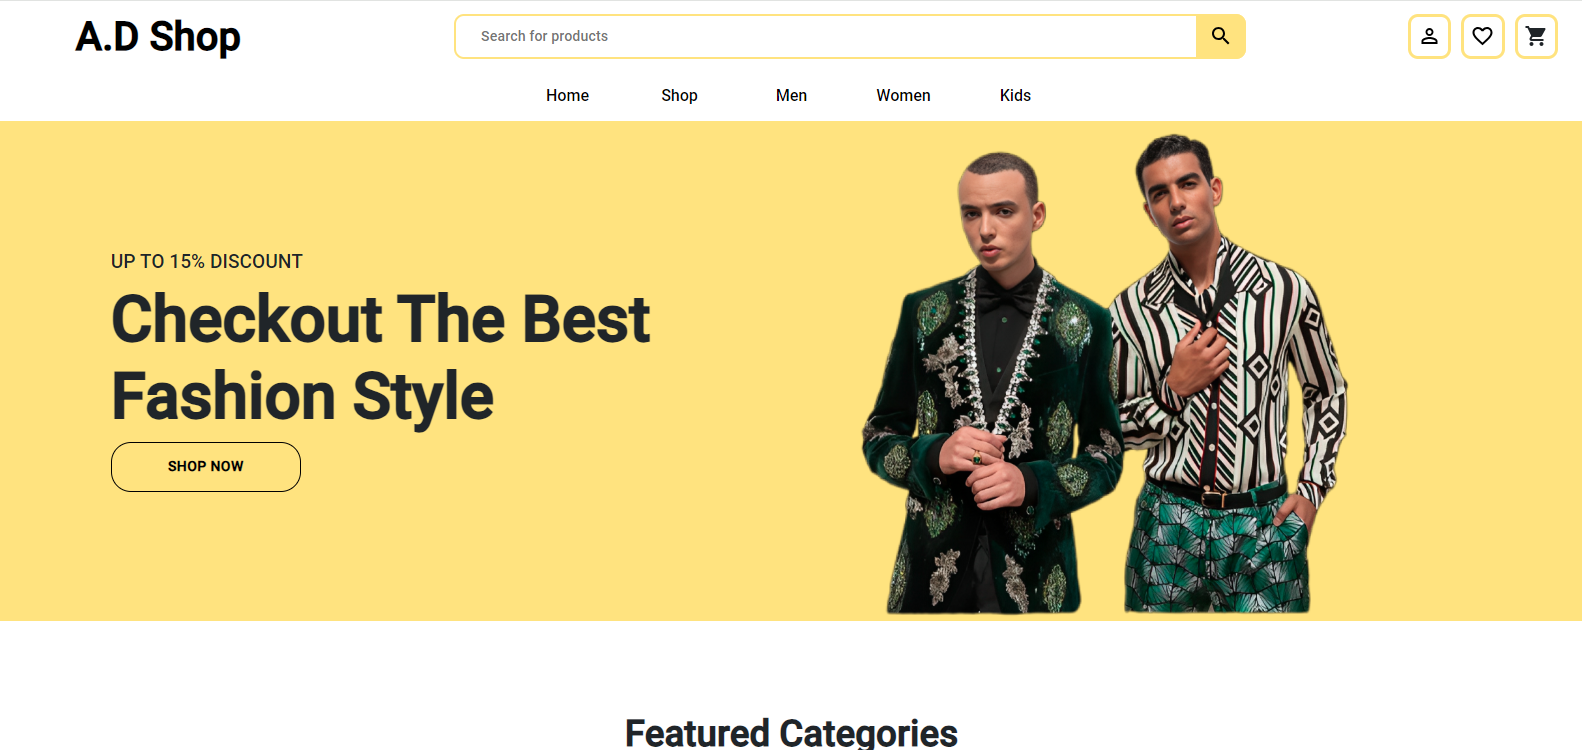 A.D Shop
Search for products
Home Shop Men Women Kids
UP TO 15% DISCOUNT
Checkout The Best
Fashion Style
SHOP NOW
Featured Categories